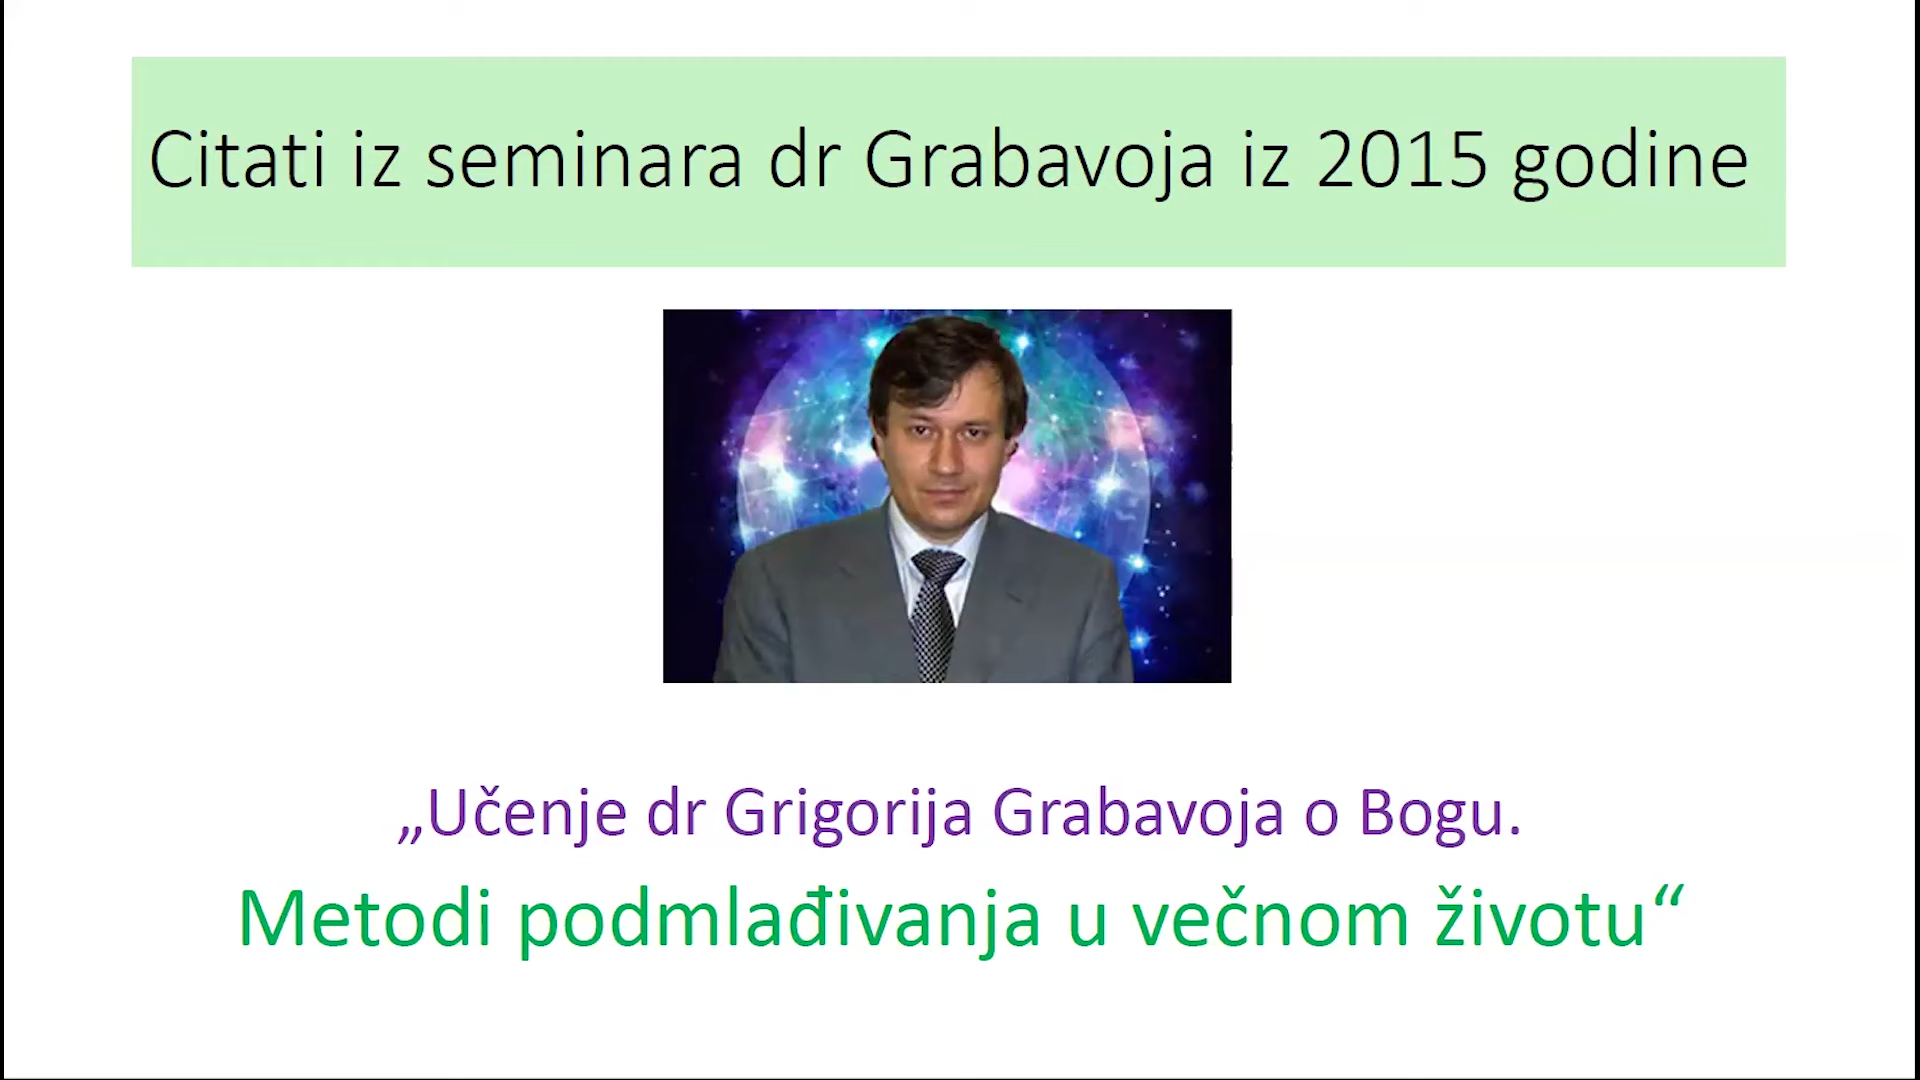 Citati iz seminara dr Grabavoja iz 2015 godine
„Učenje dr Grigorija Grabavoja o Bogu.
Metodi podmlađivanja u večnom životu“